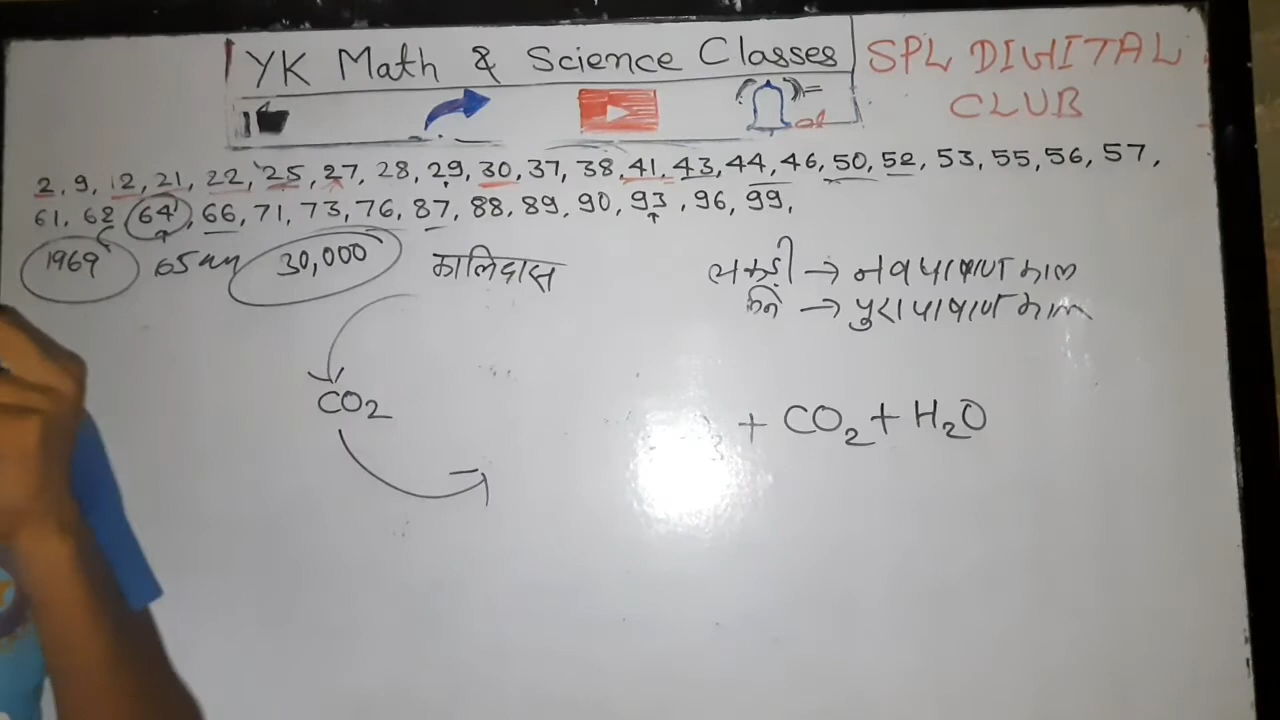 YK Math & Science Classes
SPL DIGITAL
CLUB
2, 9, 12, 21, 22, 25, 27, 28, 29, 30, 37, 38, 41, 43, 44, 46, 50, 52, 53, 55, 56, 57,
61, 62, 64, 66, 71, 73, 76, 87, 88, 89, 90, 93, 96, 99,
1969 30,000 कालिदास
→ नवपाषाण काल
→ पुरापाषाण काल
CO2
+ CO2 + H2O